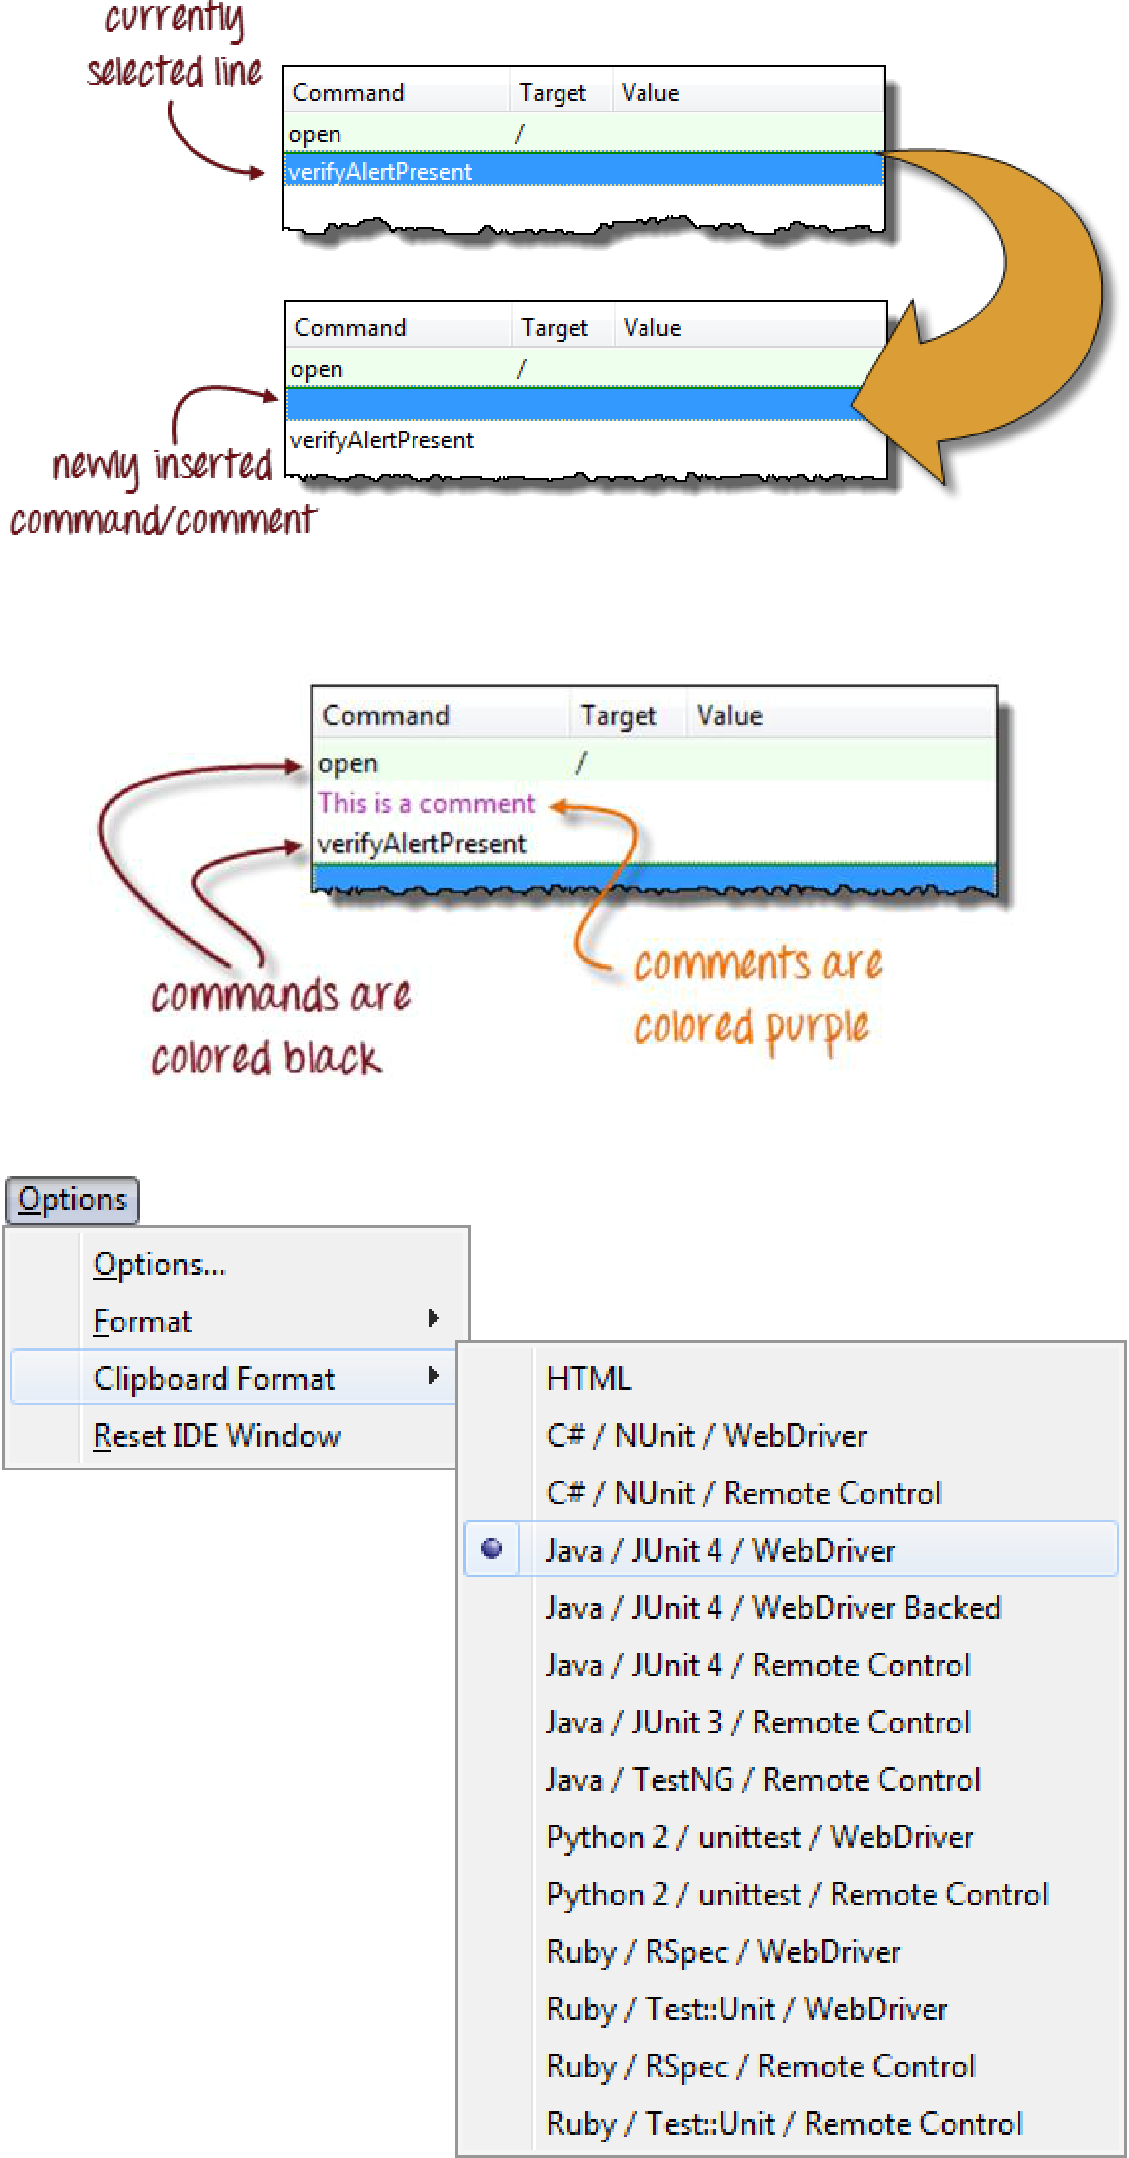 currently
selected line
Command Target Value
open /
verifyAlertPresent
Command Target Value
open /
verifyAlertPresent
newly inserted
command/comment
Command Target Value
open /
This is a comment
verifyAlertPresent
commands are
colored black
comments are
colored purple
Options
Options...
Format
Clipboard Format
Reset IDE Window
HTML
C# / NUnit / WebDriver
C# / NUnit / Remote Control
Java / JUnit 4 / WebDriver
Java / JUnit 4 / WebDriver Backed
Java / JUnit 4 / Remote Control
Java / JUnit 3 / Remote Control
Java / TestNG / Remote Control
Python 2 / unittest / WebDriver
Python 2 / unittest / Remote Control
Ruby / RSpec / WebDriver
Ruby / Test::Unit / WebDriver
Ruby / RSpec / Remote Control
Ruby / Test::Unit / Remote Control